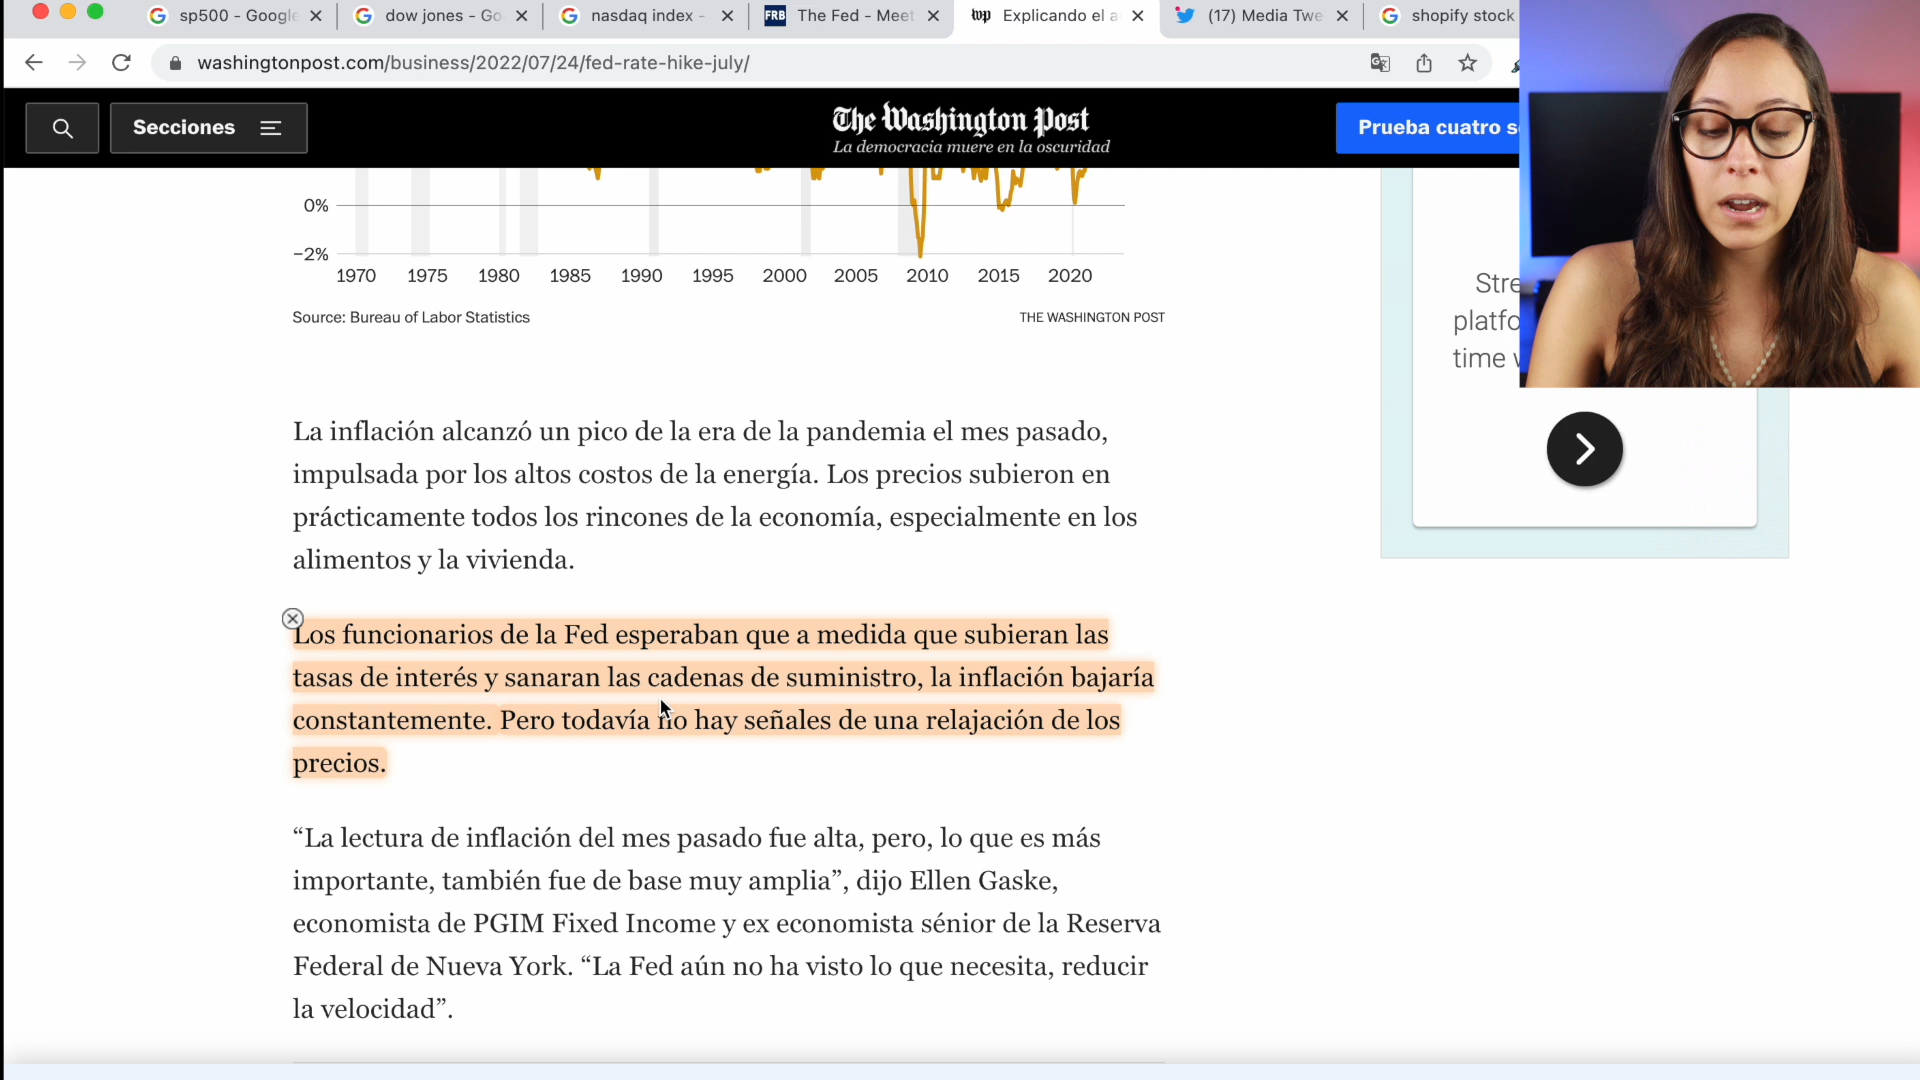 sp500 - Google
dow jones - Go
nasdaq index -
FRB The Fed - Meet
wp Explicando el a
(17) Media Twe
shopify stock
washingtonpost.com/business/2022/07/24/fed-rate-hike-july/
Secciones
The Washington Post
La democracia muere en la oscuridad
Prueba cuatro s
0%
−2%
1970 1975 1980 1985 1990 1995 2000 2005 2010 2015 2020
Source: Bureau of Labor Statistics
THE WASHINGTON POST
Stre
platfo
time
La inflación alcanzó un pico de la era de la pandemia el mes pasado,
impulsada por los altos costos de la energía. Los precios subieron en
prácticamente todos los rincones de la economía, especialmente en los
alimentos y la vivienda.
Los funcionarios de la Fed esperaban que a medida que subieran las
tasas de interés y sanaran las cadenas de suministro, la inflación bajaría
constantemente. Pero todavía no hay señales de una relajación de los
precios.
“La lectura de inflación del mes pasado fue alta, pero, lo que es más
importante, también fue de base muy amplia”, dijo Ellen Gaske,
economista de PGIM Fixed Income y ex economista sénior de la Reserva
Federal de Nueva York. “La Fed aún no ha visto lo que necesita, reducir
la velocidad”.